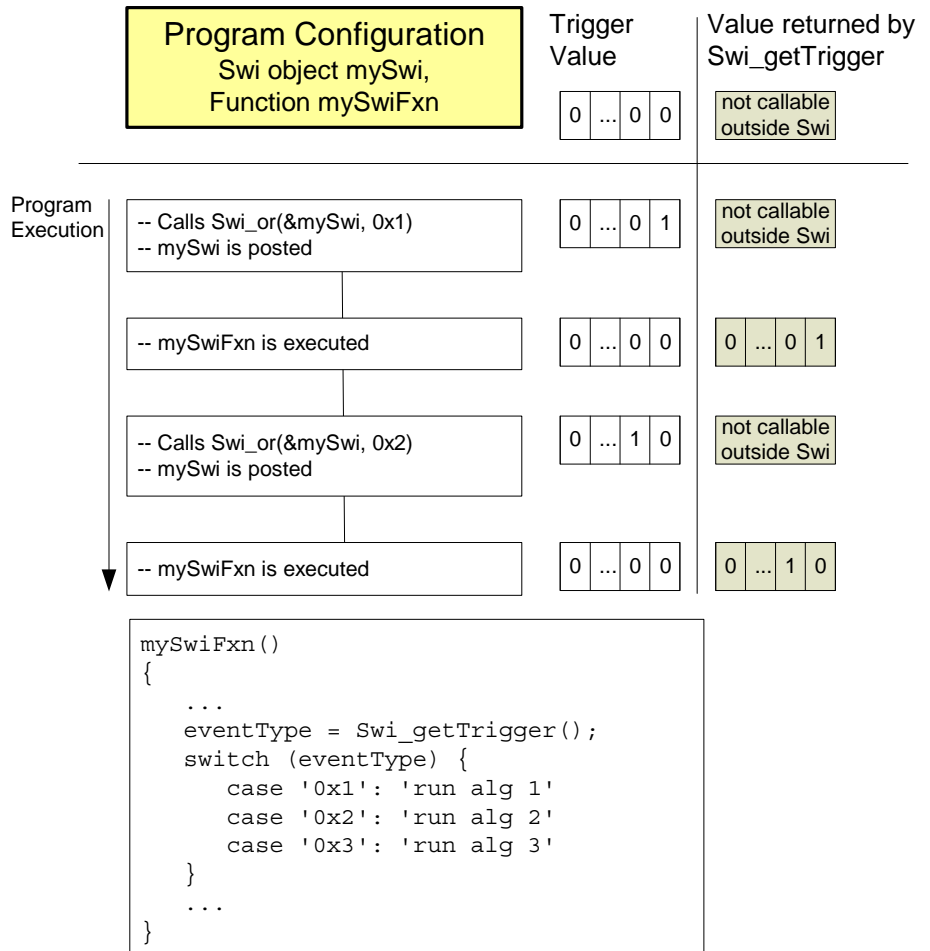 Program Configuration
Swi object mySwi,
Function mySwiFxn
Trigger
Value
Value returned by
Swi_getTrigger
0 ... 0 0
not callable
outside Swi
Program
Execution
-- Calls Swi_or(&mySwi, 0x1)
-- mySwi is posted
0 ... 0 1
not callable
outside Swi
-- mySwiFxn is executed
0 ... 0 0
0 ... 0 1
-- Calls Swi_or(&mySwi, 0x2)
-- mySwi is posted
0 ... 1 0
not callable
outside Swi
-- mySwiFxn is executed
0 ... 0 0
0 ... 1 0
mySwiFxn()
{
...
eventType = Swi_getTrigger();
switch (eventType) {
case '0x1': 'run alg 1'
case '0x2': 'run alg 2'
case '0x3': 'run alg 3'
}
...
}